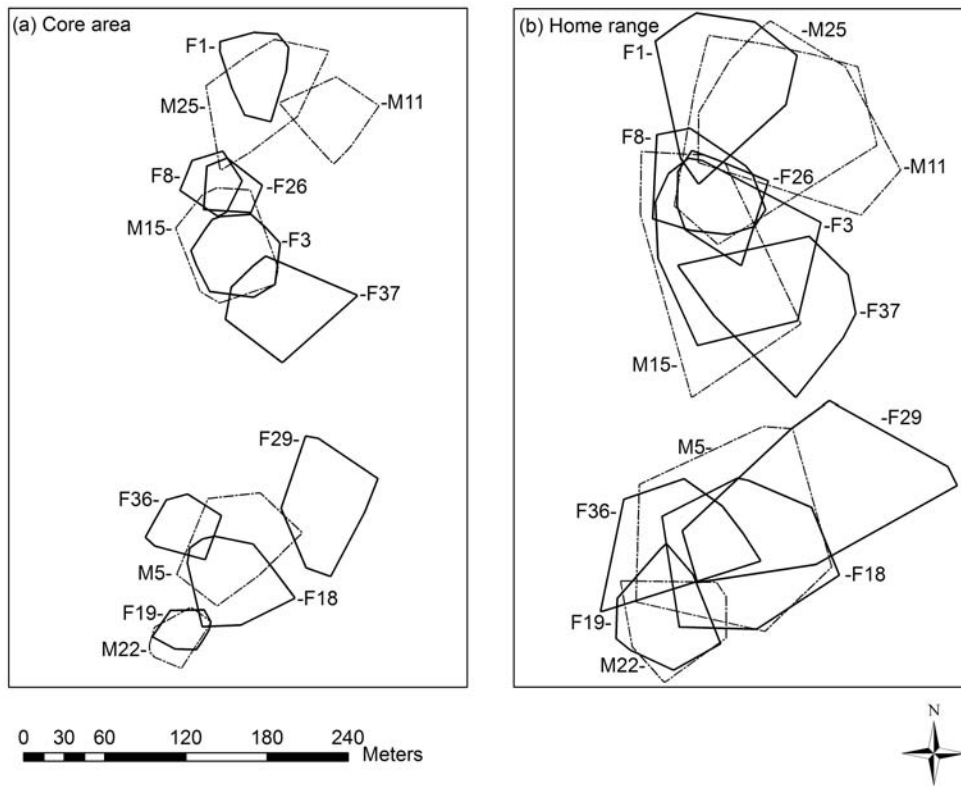 (a) Core area
F1-
M25-
-M11
F8-
-F26
M15-
-F3
-F37
F29-
F36-
M5-
-F18
F19-
M22-
(b) Home range
-M25
F1-
F8-
-M11
-F26
-F3
-F37
M15-
-F29
M5-
F36-
-F18
F19-
M22-
0 30 60 120 180 240 Meters
N